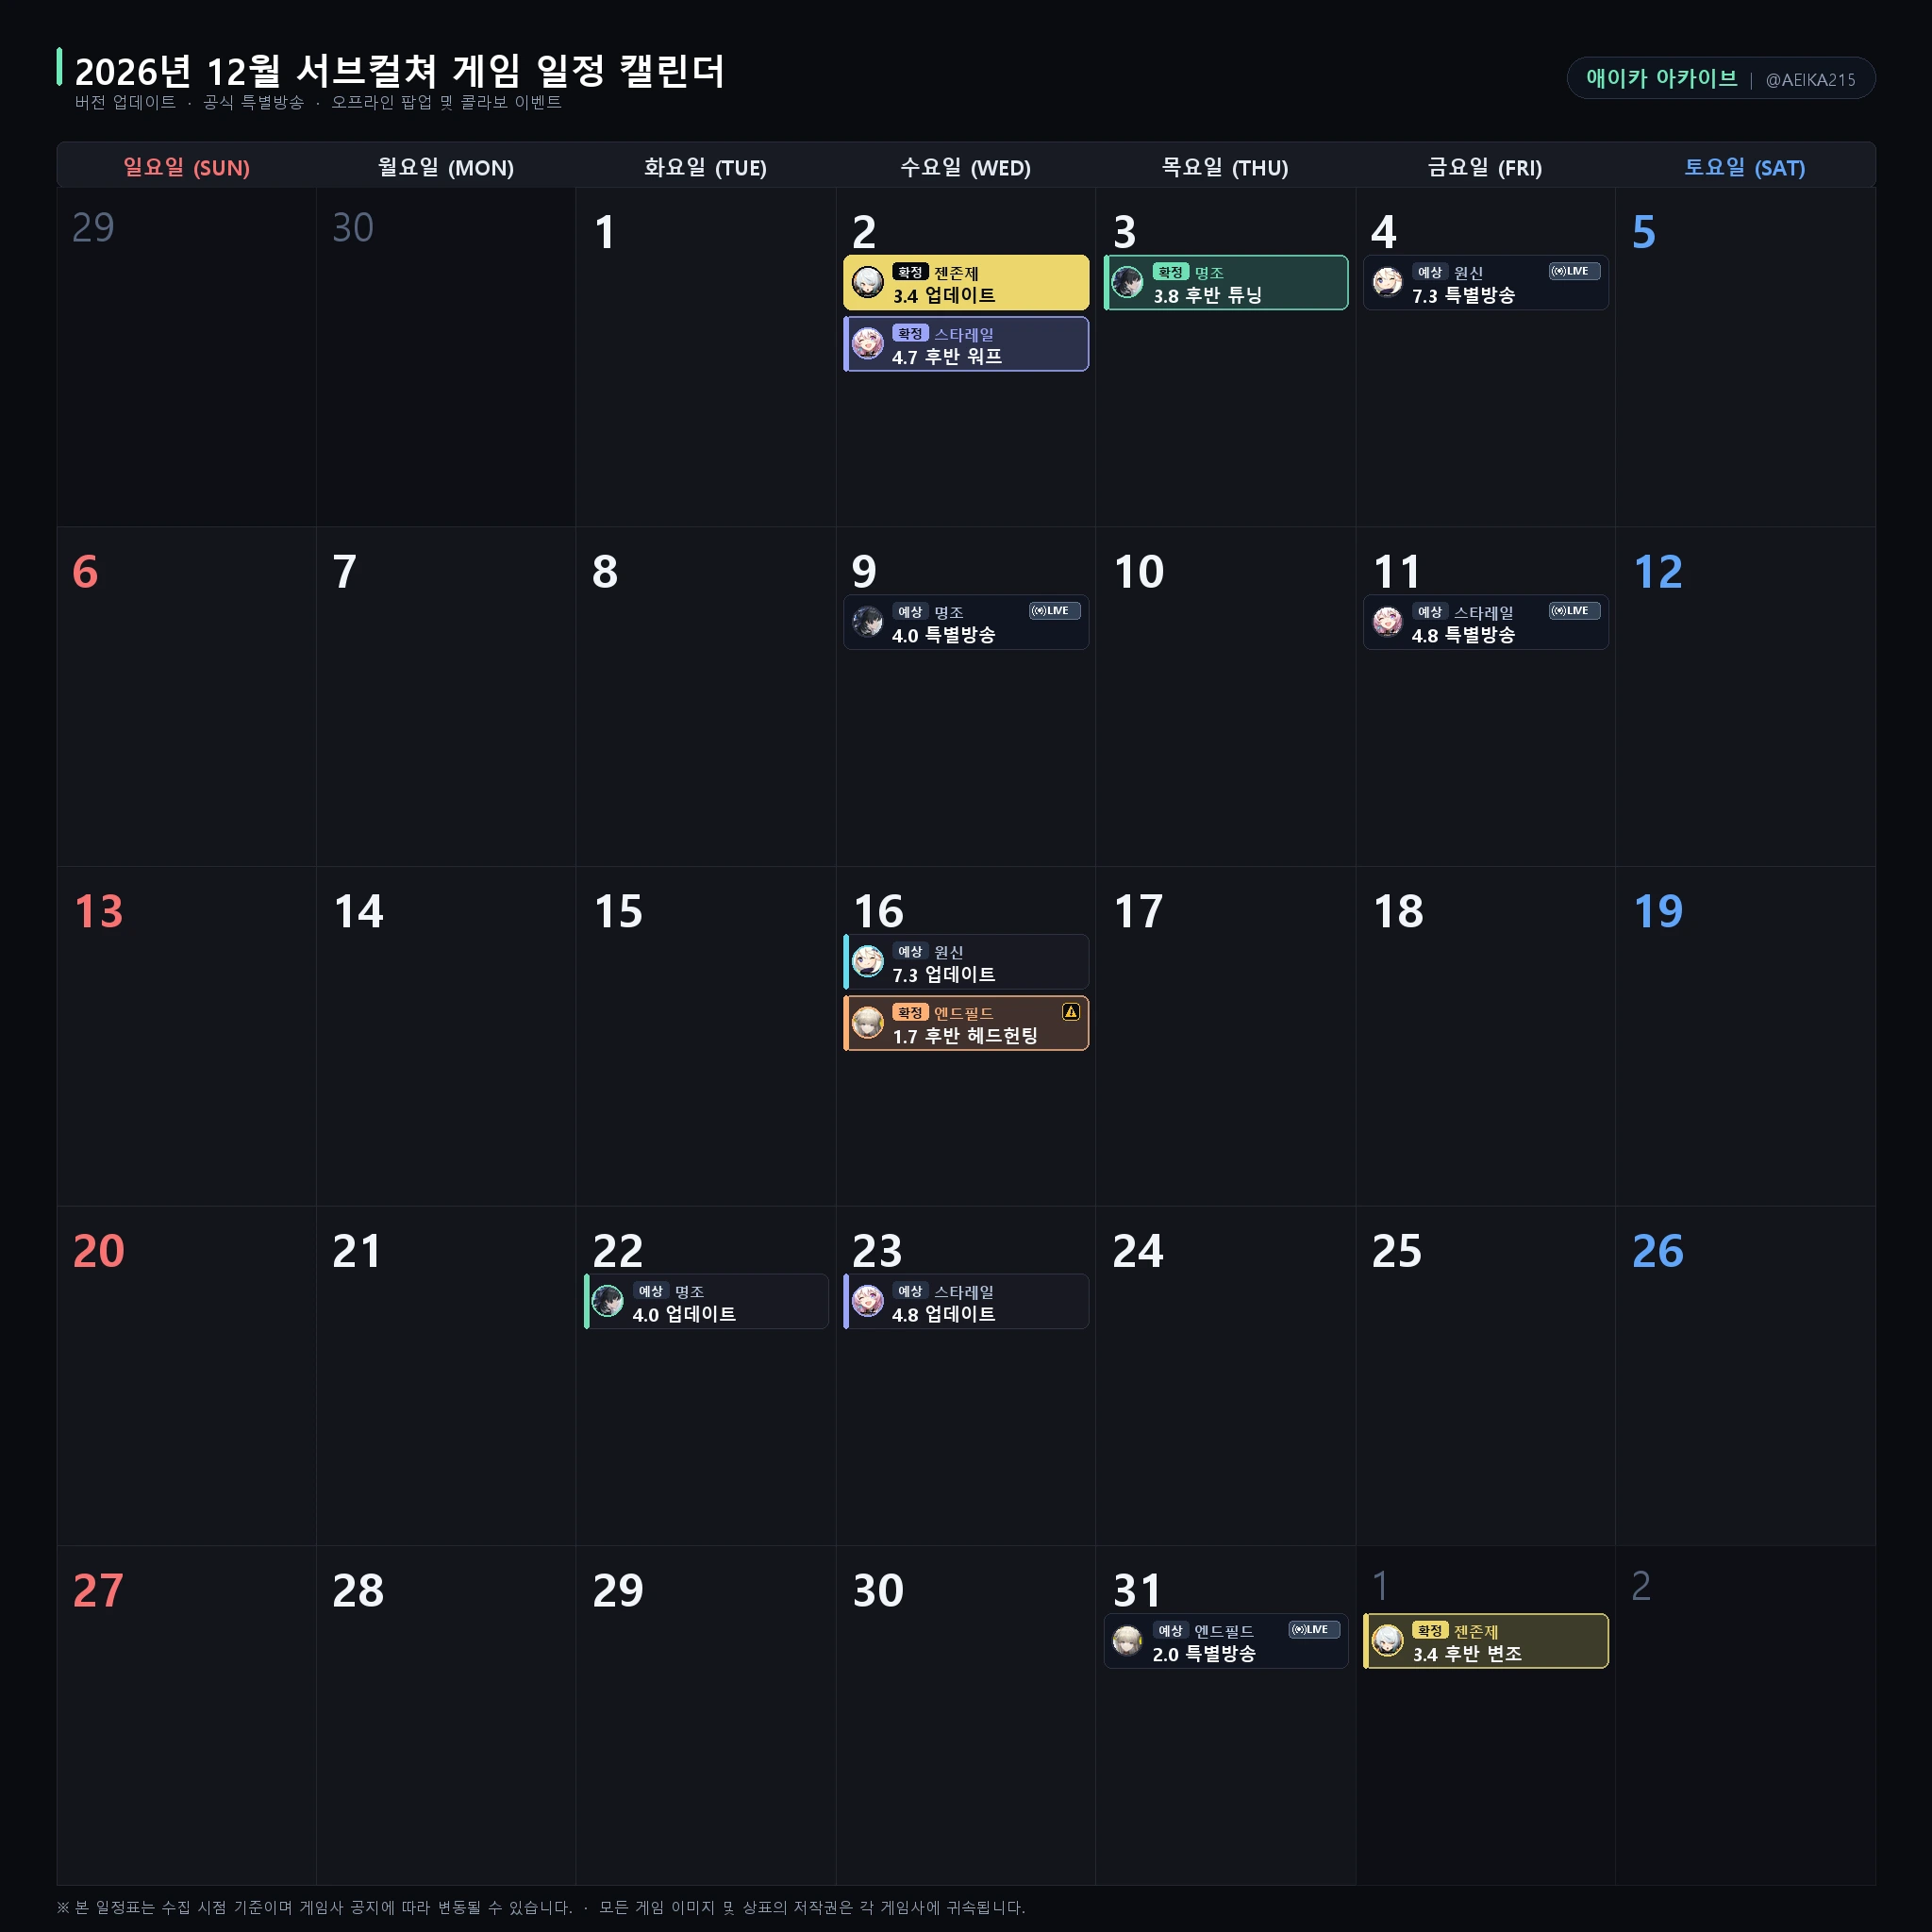 2026년 12월 서브컬쳐 게임 일정 캘린더
버전 업데이트 · 공식 특별방송 · 오프라인 팝업 및 콜라보 이벤트
애이카 아카이브 | @AEIKA215
일요일 (SUN) 월요일 (MON) 화요일 (TUE) 수요일 (WED) 목요일 (THU) 금요일 (FRI) 토요일 (SAT)
29
30
1
2
확정 젠존제
3.4 업데이트
확정 스타레일
4.7 후반 워프
3
확정 명조
3.8 후반 튜닝
4
예상 원신 LIVE
7.3 특별방송
5
6
7
8
9
예상 명조 LIVE
4.0 특별방송
10
11
예상 스타레일 LIVE
4.8 특별방송
12
13
14
15
16
예상 원신
7.3 업데이트
확정 엔드필드
1.7 후반 헤드헌팅
17
18
19
20
21
22
예상 명조
4.0 업데이트
23
예상 스타레일
4.8 업데이트
24
25
26
27
28
29
30
31
예상 엔드필드 LIVE
2.0 특별방송
1
확정 젠존제
3.4 후반 변조
2
※ 본 일정표는 수집 시점 기준이며 게임사 공지에 따라 변동될 수 있습니다. · 모든 게임 이미지 및 상표의 저작권은 각 게임사에 귀속됩니다.